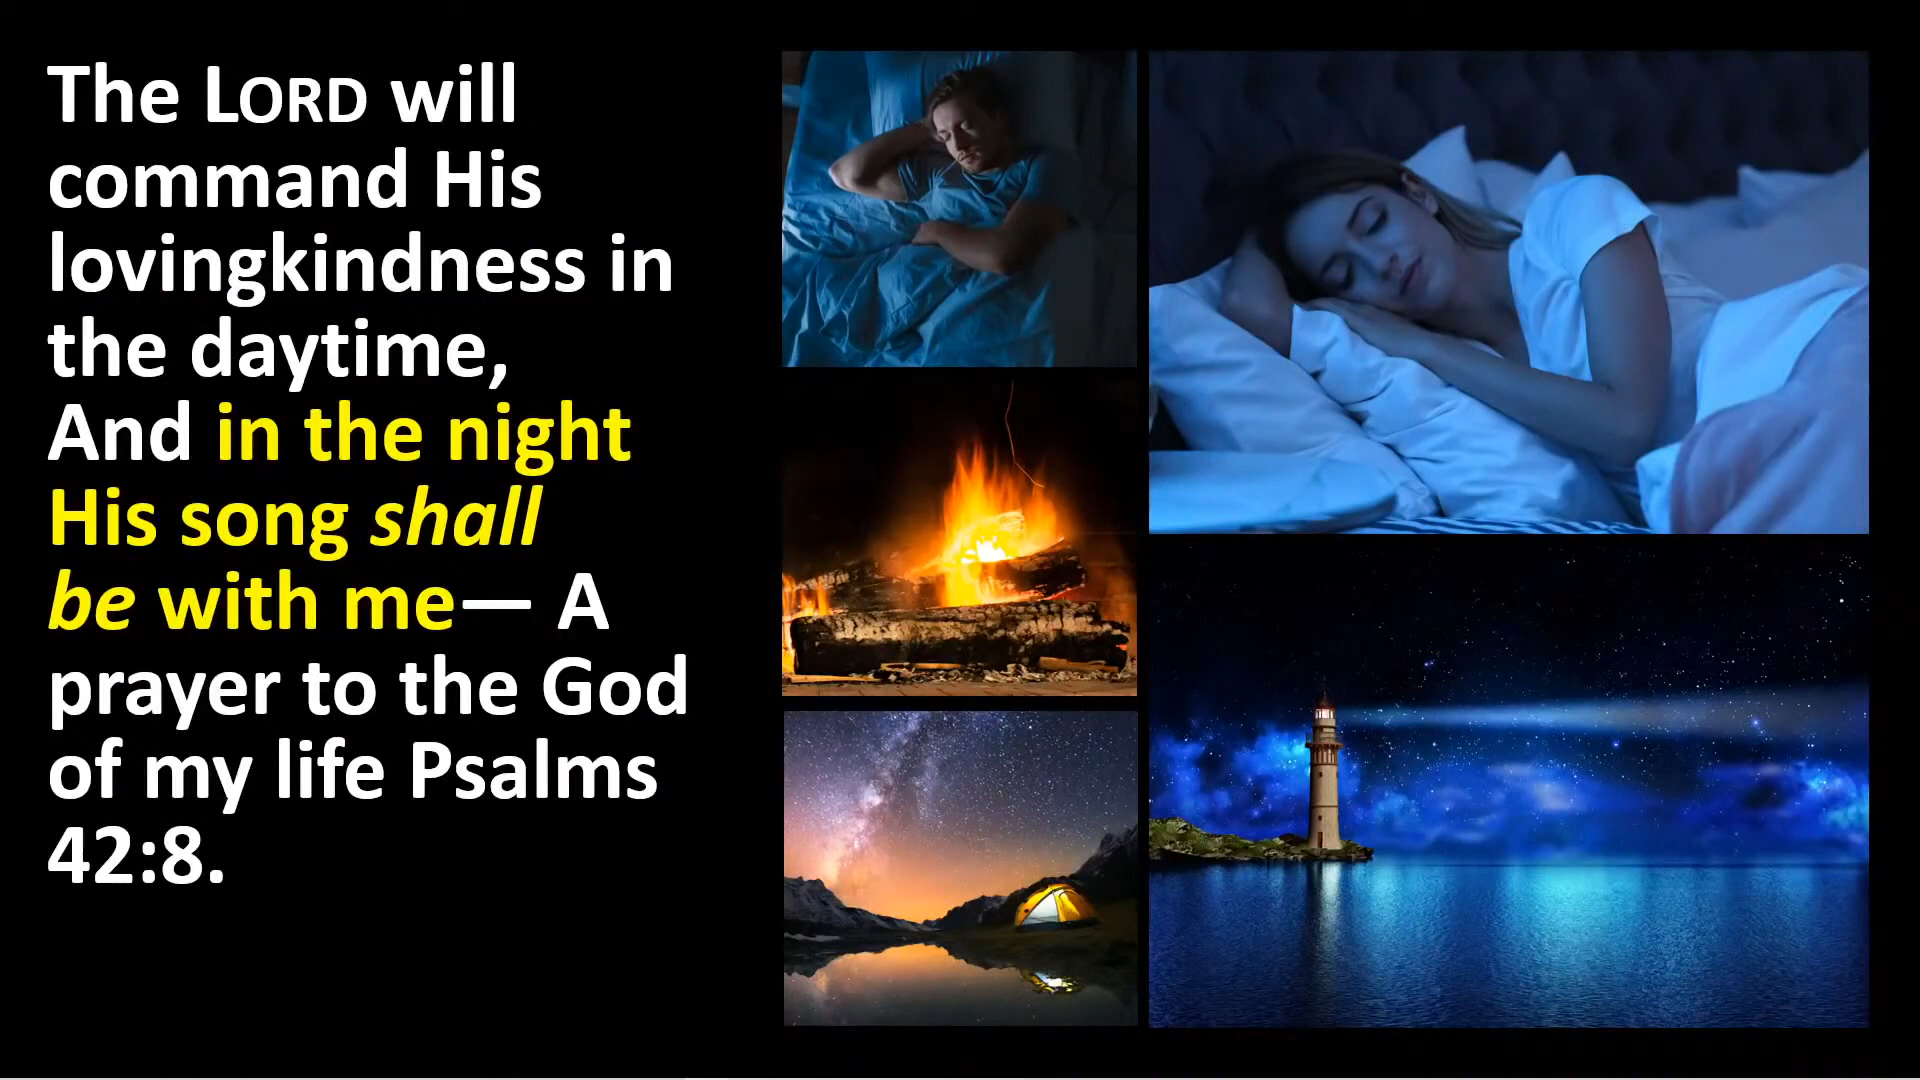 The LORD will
command His
lovingkindness in
the daytime,
And in the night
His song shall
be with me— A
prayer to the God
of my life Psalms
42:8.